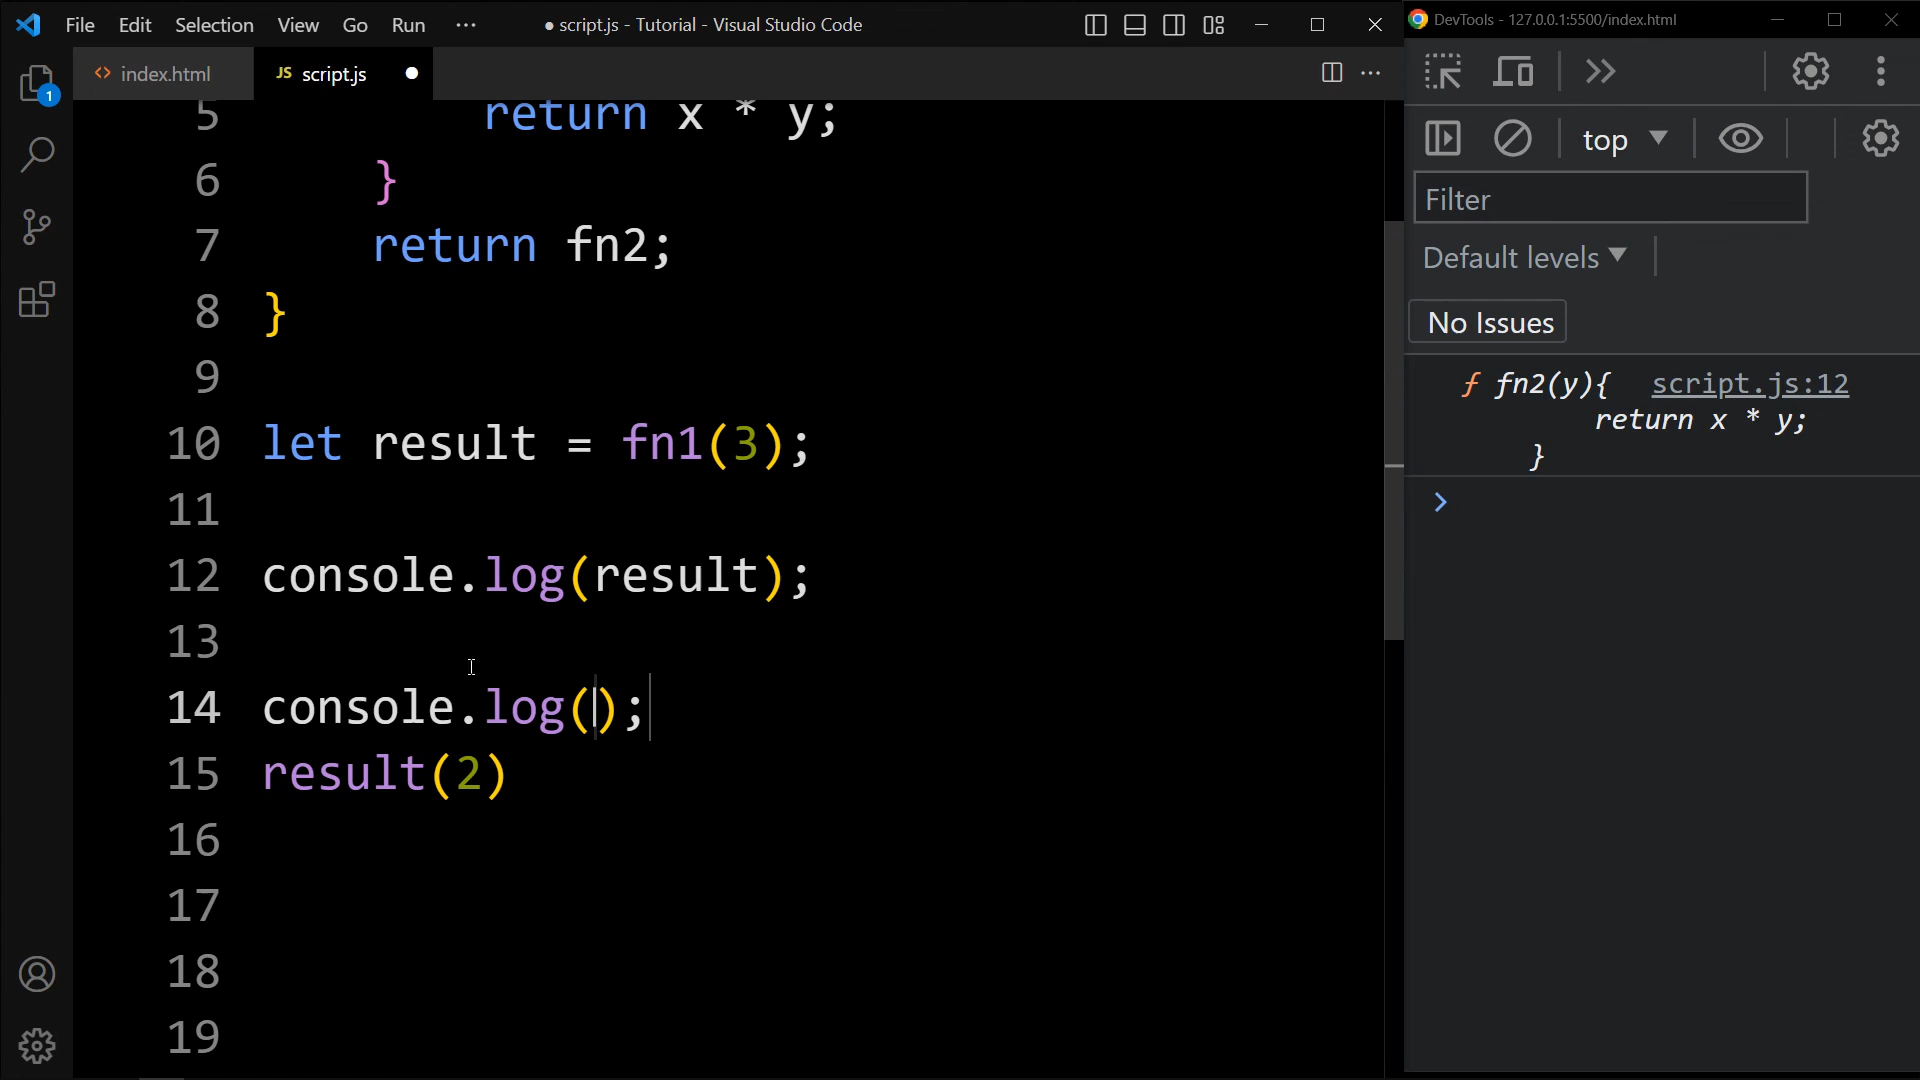 File Edit Selection View Go Run ··· ● script.js - Tutorial - Visual Studio Code
<> index.html JS script.js ●
5 return x * y;
6 }
7 return fn2;
8 }
9
10 let result = fn1(3);
11
12 console.log(result);
13
14 console.log();
15 result(2)
16
17
18
19
1
DevTools - 127.0.0.1:5500/index.html
top
Filter
Default levels
No Issues
ƒ fn2(y){ script.js:12
return x * y;
}